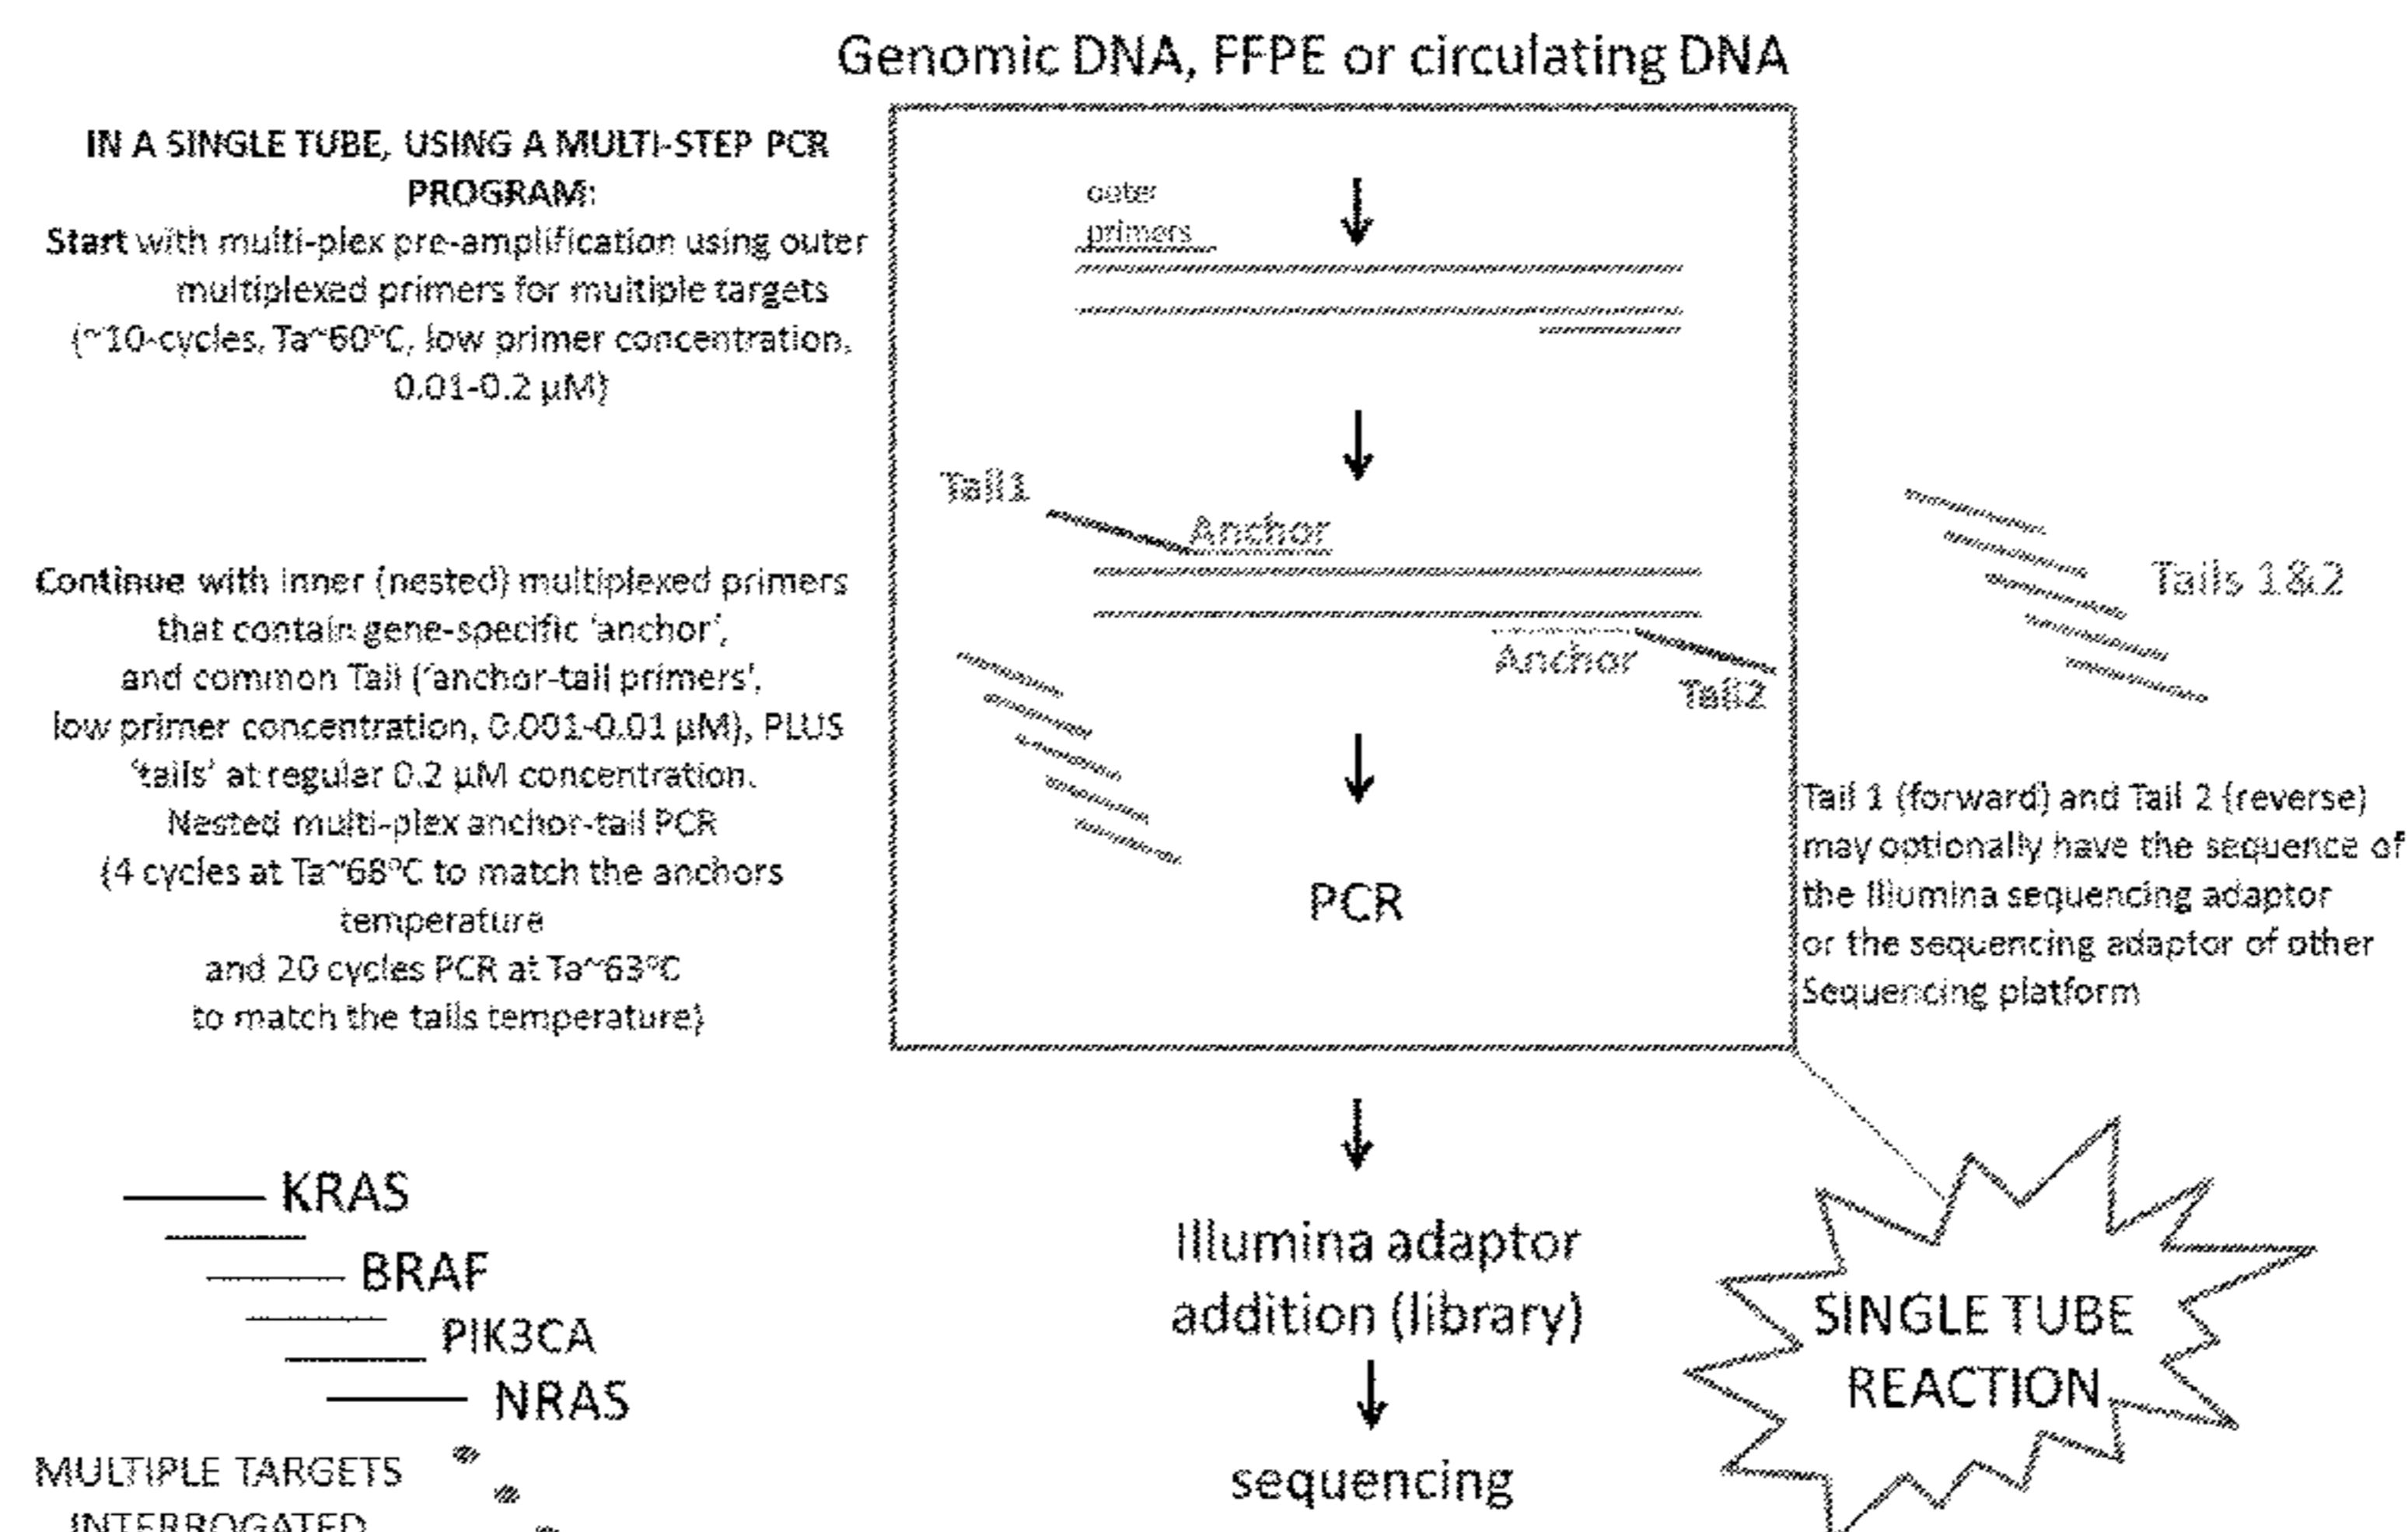 Genomic DNA, FFPE or circulating DNA
IN A SINGLE TUBE, USING A MULTI-STEP PCR
PROGRAM:
Start with multi-plex pre-amplification using outer
multiplexed primers for multiple targets
(~10-cycles, Ta~60°C, low primer concentration,
0.01-0.2 µM)
outer
primers
Tail1
Anchor
Anchor
Tail2
Tails 1&2
Continue with inner (nested) multiplexed primers
that contain gene-specific 'anchor',
and common Tail ('anchor-tail primers',
low primer concentration, 0.001-0.01 µM), PLUS
'tails' at regular 0.2 µM concentration.
Nested multi-plex anchor-tail PCR
(4 cycles at Ta~68°C to match the anchors
temperature
and 20 cycles PCR at Ta~63°C
to match the tails temperature)
PCR
Tail 1 (forward) and Tail 2 (reverse)
may optionally have the sequence of
the Illumina sequencing adaptor
or the sequencing adaptor of other
Sequencing platform
KRAS
BRAF
PIK3CA
NRAS
MULTIPLE TARGETS
INTERROGATED
Illumina adaptor
addition (library)
sequencing
SINGLE TUBE
REACTION